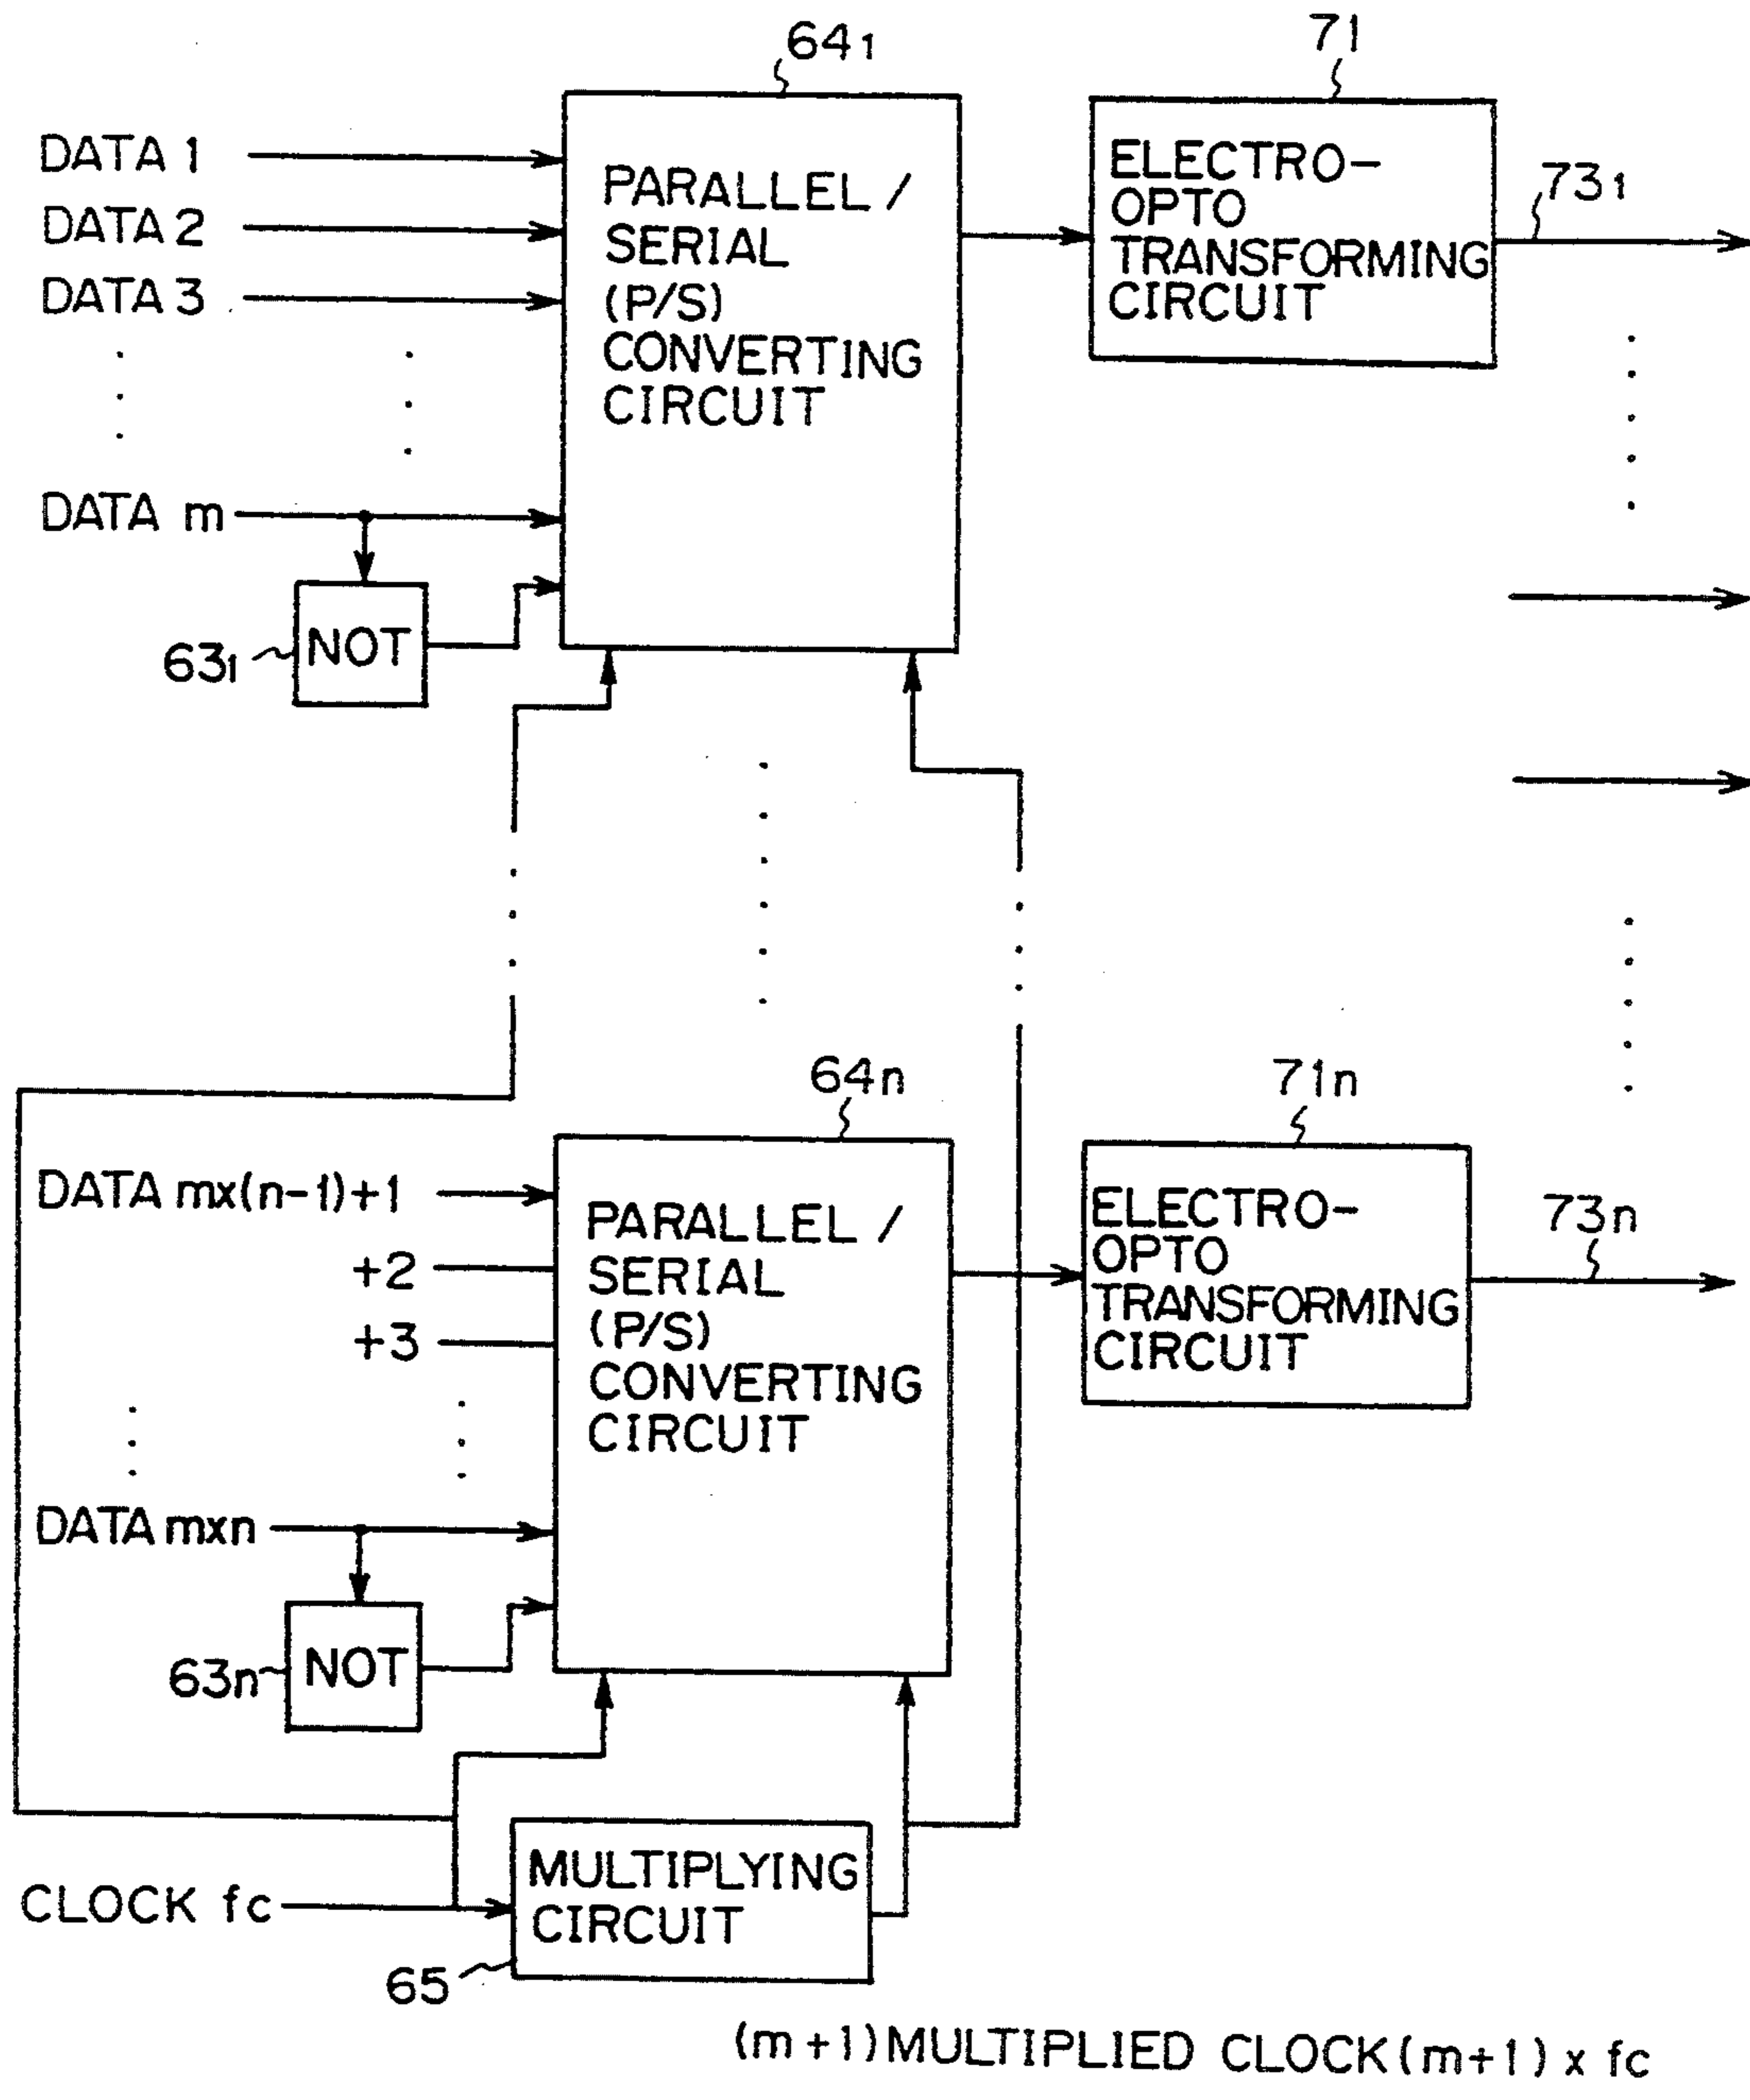 64₁
71
DATA 1
DATA 2
DATA 3
DATA m
PARALLEL /
SERIAL
(P/S)
CONVERTING
CIRCUIT
ELECTRO-
OPTO
TRANSFORMING
CIRCUIT
73₁
NOT
63₁
64n
71n
DATA mx(n-1)+1
+2
+3
DATA mxn
PARALLEL /
SERIAL
(P/S)
CONVERTING
CIRCUIT
ELECTRO-
OPTO
TRANSFORMING
CIRCUIT
73n
NOT
63n
CLOCK fc
MULTIPLYING
CIRCUIT
65
(m+1) MULTIPLIED CLOCK (m+1) x fc